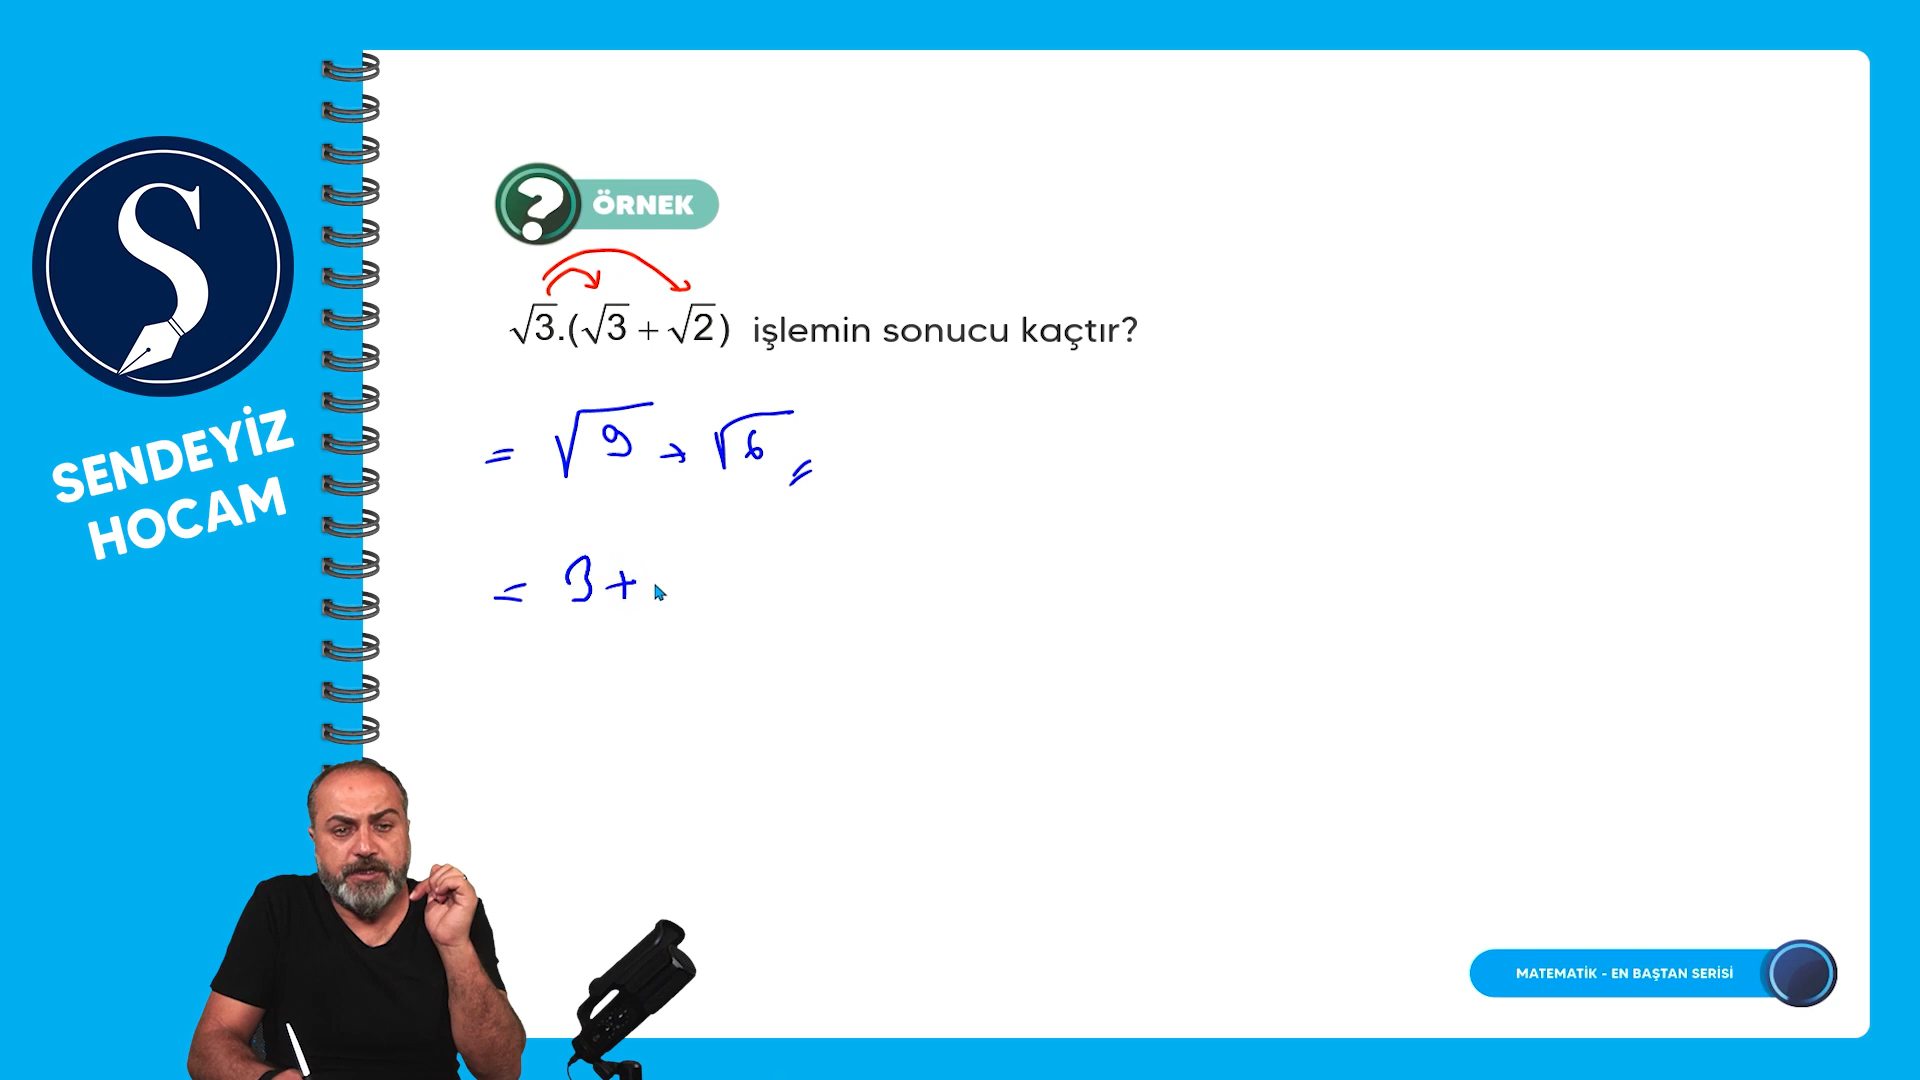 SENDEYİZ
HOCAM
? ÖRNEK
√3.(√3 + √2) işlemin sonucu kaçtır?
= √9 + √6 =
= 3 +
MATEMATİK - EN BAŞTAN SERİSİ